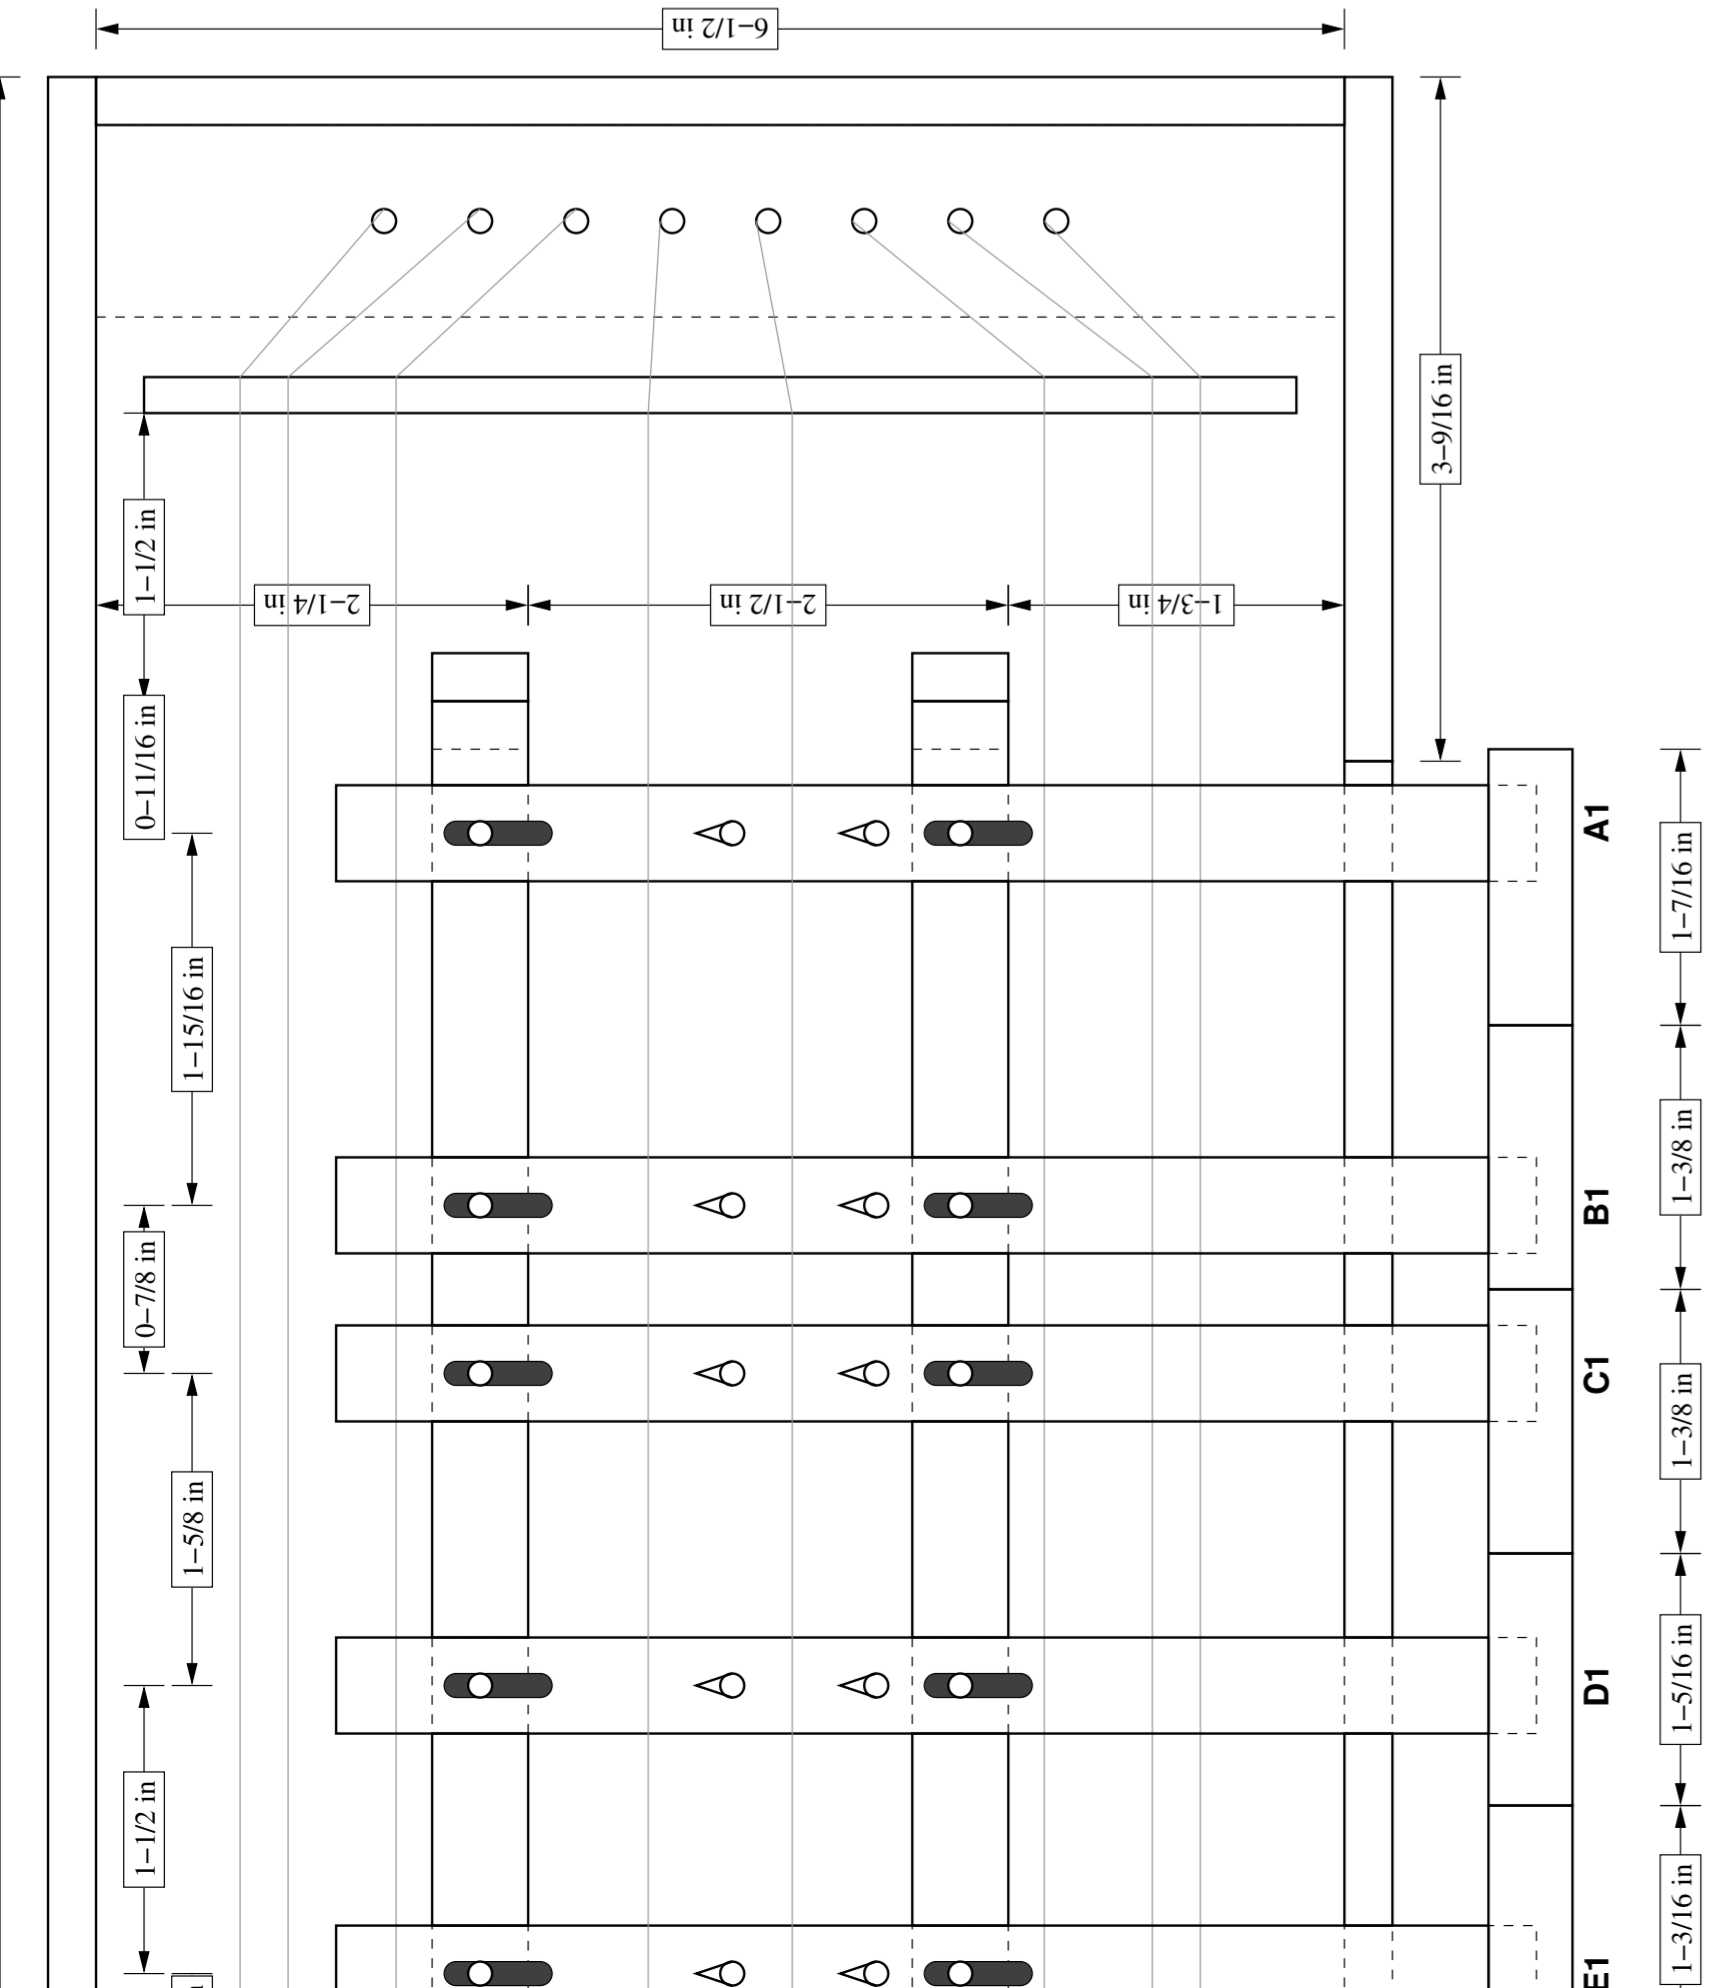 6–1/2 in
3–9/16 in
1–1/2 in
2–1/4 in
2–1/2 in
1–3/4 in
0–11/16 in
A1
1–7/16 in
1–15/16 in
1–3/8 in
B1
0–7/8 in
C1
1–3/8 in
1–5/8 in
D1
1–5/16 in
1–1/2 in
1–3/16 in
E1